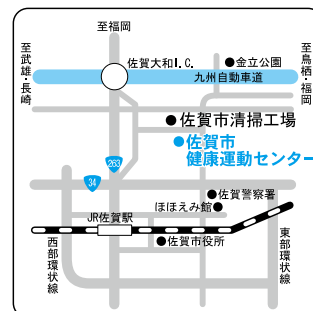 至福岡
至武雄・長崎
佐賀大和I.C.
金立公園
九州自動車道
至鳥栖・福岡
佐賀市清掃工場
佐賀市
健康運動センター
263
34
佐賀警察署
ほほえみ館
JR佐賀駅
佐賀市役所
西部環状線
東部環状線